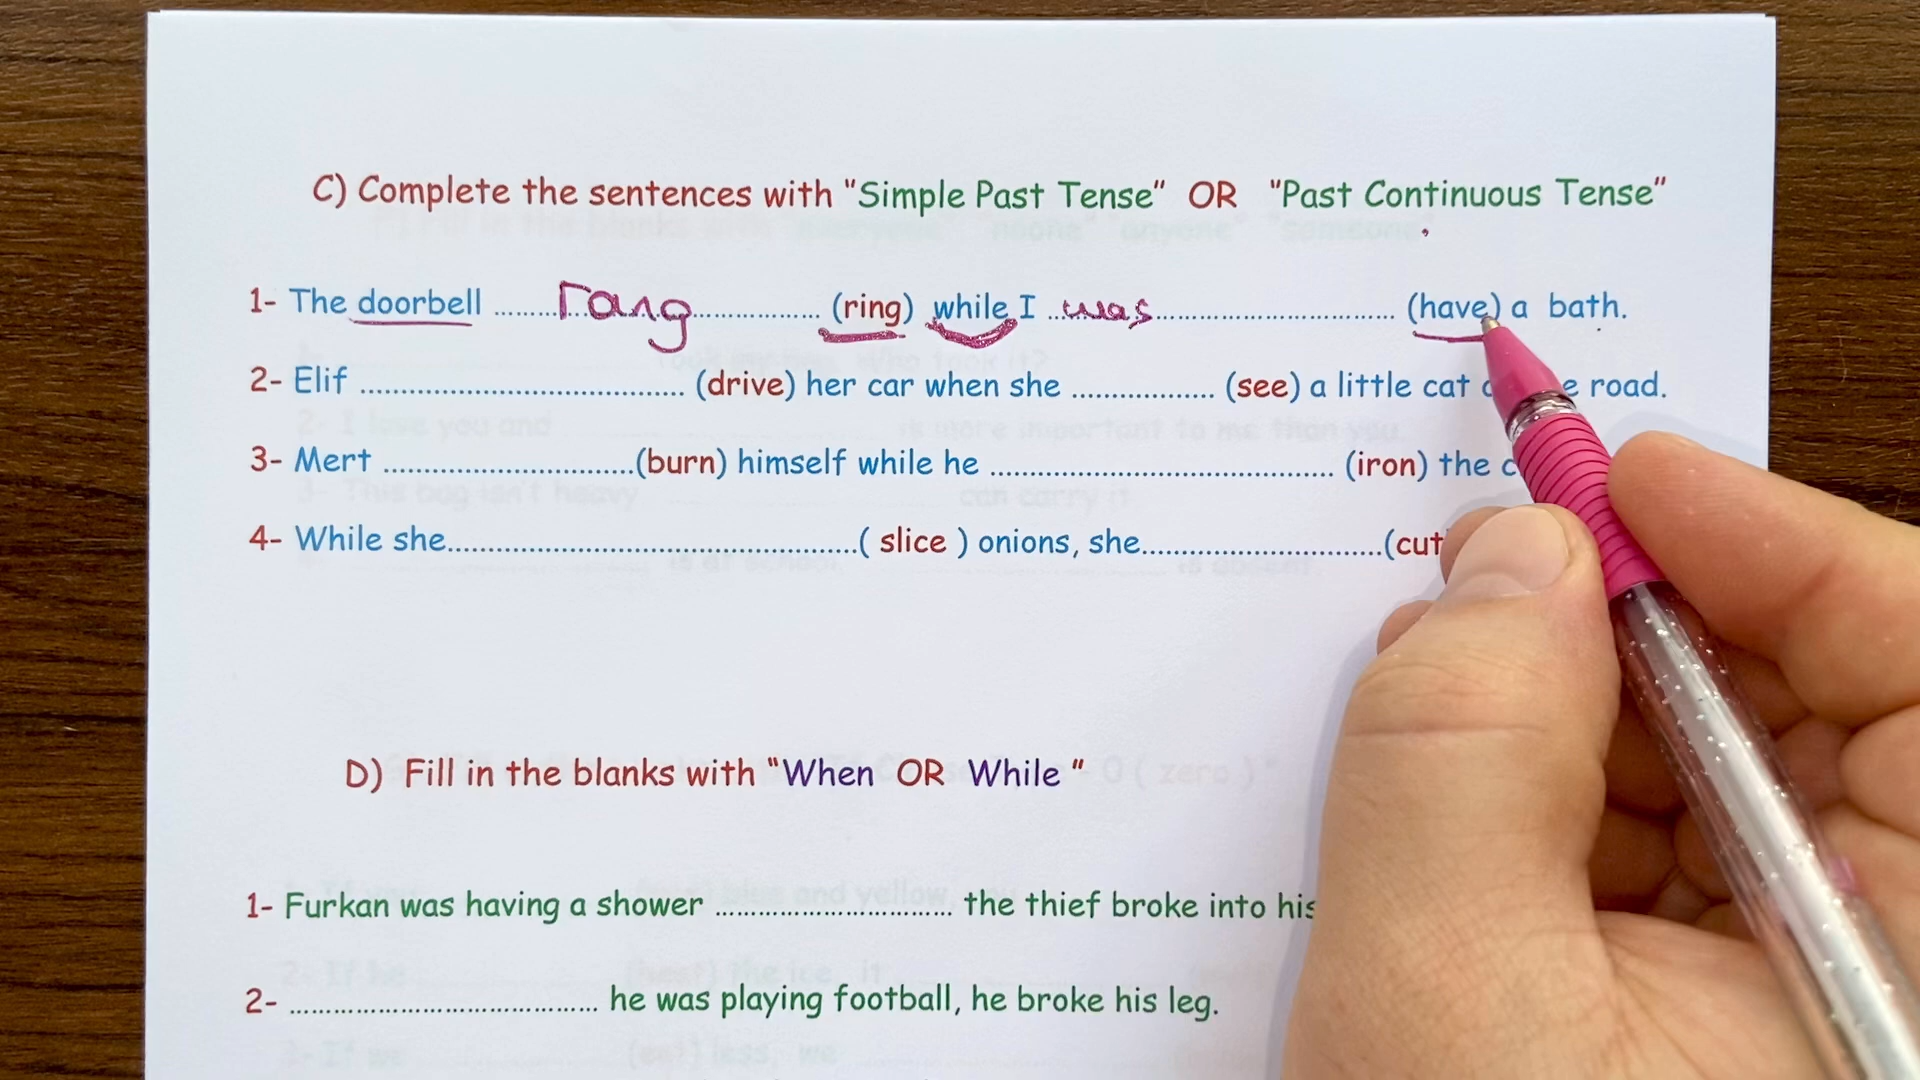 C) Complete the sentences with "Simple Past Tense" OR "Past Continuous Tense"
1- The doorbell ........rang.................. (ring) while I ..was.................................. (have) a bath.
2- Elif .................................... (drive) her car when she ................ (see) a little cat road.
3- Mert ............................(burn) himself while he ...................................... (iron) the
4- While she..............................................( slice ) onions, she...........................(cut
D) Fill in the blanks with "When OR While "
1- Furkan was having a shower ............................... the thief broke into his
2- ........................................ he was playing football, he broke his leg.